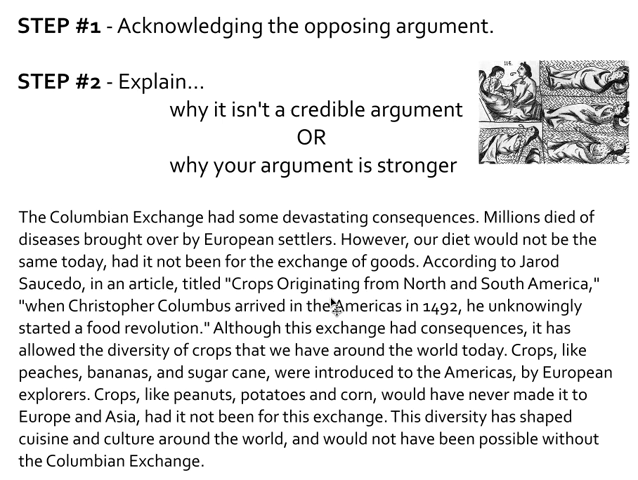 STEP #1 - Acknowledging the opposing argument.
STEP #2 - Explain...
why it isn't a credible argument
OR
why your argument is stronger
The Columbian Exchange had some devastating consequences. Millions died of
diseases brought over by European settlers. However, our diet would not be the
same today, had it not been for the exchange of goods. According to Jarod
Saucedo, in an article, titled "Crops Originating from North and South America,"
"when Christopher Columbus arrived in the Americas in 1492, he unknowingly
started a food revolution." Although this exchange had consequences, it has
allowed the diversity of crops that we have around the world today. Crops, like
peaches, bananas, and sugar cane, were introduced to the Americas, by European
explorers. Crops, like peanuts, potatoes and corn, would have never made it to
Europe and Asia, had it not been for this exchange. This diversity has shaped
cuisine and culture around the world, and would not have been possible without
the Columbian Exchange.